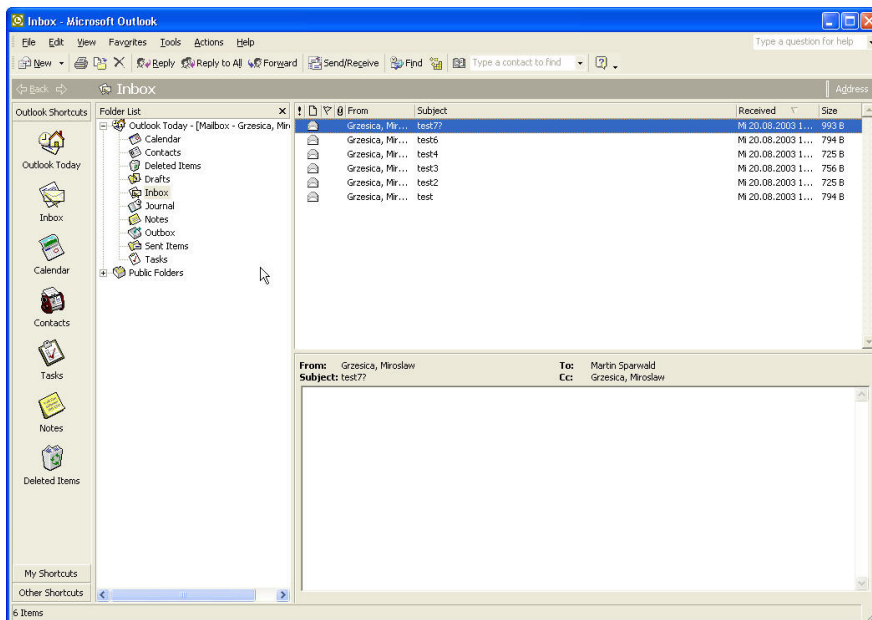 Inbox - Microsoft Outlook
File Edit View Favorites Tools Actions Help Type a question for help
New Reply Reply to All Forward Send/Receive Find Type a contact to find
Back Inbox Address
Outlook Shortcuts
Outlook Today
Inbox
Calendar
Contacts
Tasks
Notes
Deleted Items
My Shortcuts
Other Shortcuts
Folder List
Outlook Today - [Mailbox - Grzesica, Mir
Calendar
Contacts
Deleted Items
Drafts
Inbox
Journal
Notes
Outbox
Sent Items
Tasks
Public Folders
! From Subject Received Size
Grzesica, Mir... test7? Mi 20.08.2003 1... 993 B
Grzesica, Mir... test6 Mi 20.08.2003 1... 794 B
Grzesica, Mir... test4 Mi 20.08.2003 1... 725 B
Grzesica, Mir... test3 Mi 20.08.2003 1... 756 B
Grzesica, Mir... test2 Mi 20.08.2003 1... 725 B
Grzesica, Mir... test Mi 20.08.2003 1... 794 B
From: Grzesica, Miroslaw To: Martin Sparwald
Subject: test7? Cc: Grzesica, Miroslaw
6 Items